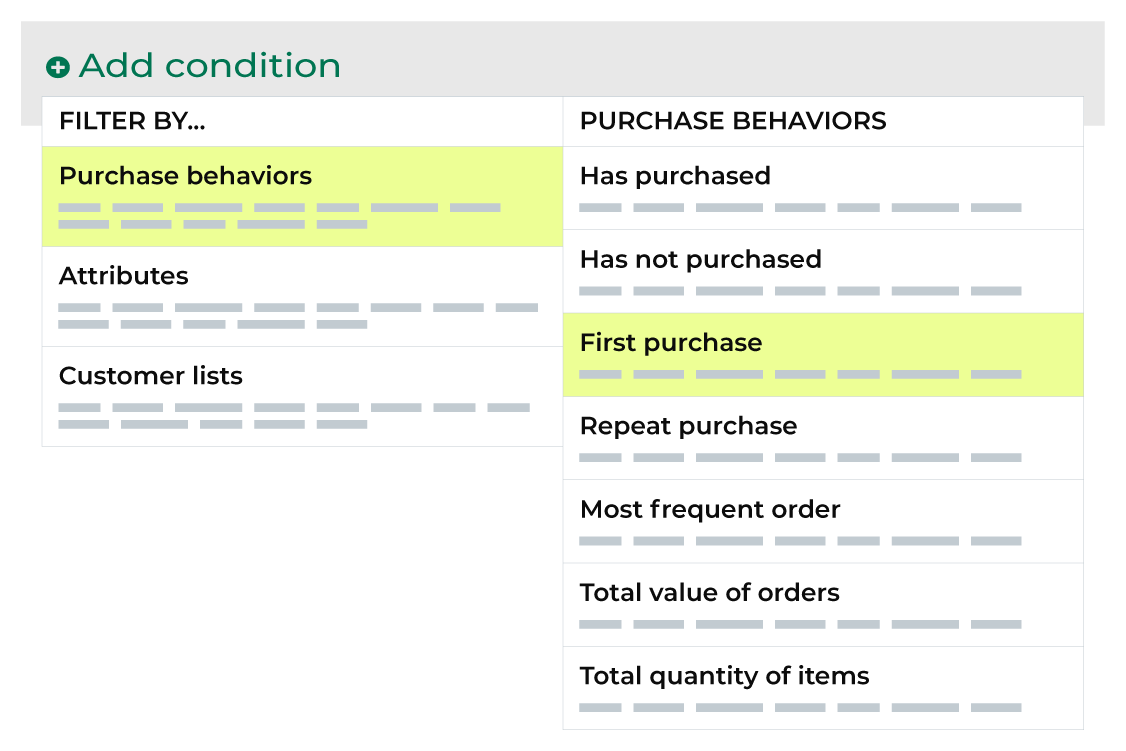 Add condition
FILTER BY...
Purchase behaviors
Attributes
Customer lists
PURCHASE BEHAVIORS
Has purchased
Has not purchased
First purchase
Repeat purchase
Most frequent order
Total value of orders
Total quantity of items